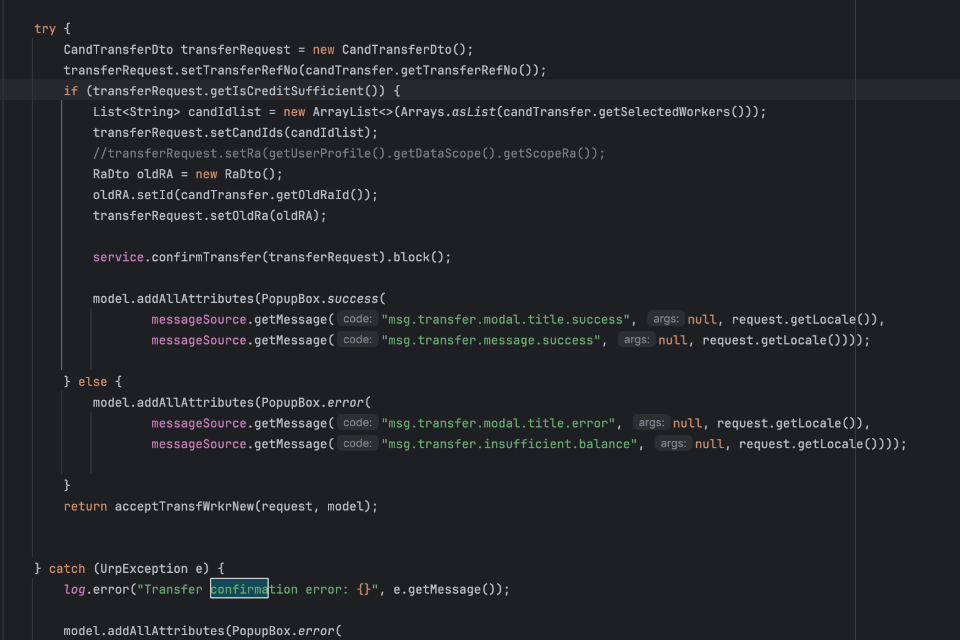 try {
CandTransferDto transferRequest = new CandTransferDto();
transferRequest.setTransferRefNo(candTransfer.getTransferRefNo());
if (transferRequest.getIsCreditSufficient()) {
List<String> candIdlist = new ArrayList<>(Arrays.asList(candTransfer.getSelectedWorkers()));
transferRequest.setCandIds(candIdlist);
//transferRequest.setRa(getUserProfile().getDataScope().getScopeRa());
RaDto oldRA = new RaDto();
oldRA.setId(candTransfer.getOldRaId());
transferRequest.setOldRa(oldRA);
service.confirmTransfer(transferRequest).block();
model.addAllAttributes(PopupBox.success(
messageSource.getMessage( code: "msg.transfer.modal.title.success", args: null, request.getLocale()),
messageSource.getMessage( code: "msg.transfer.message.success", args: null, request.getLocale())));
} else {
model.addAllAttributes(PopupBox.error(
messageSource.getMessage( code: "msg.transfer.modal.title.error", args: null, request.getLocale()),
messageSource.getMessage( code: "msg.transfer.insufficient.balance", args: null, request.getLocale())));
}
return acceptTransfWrkrNew(request, model);
} catch (UrpException e) {
log.error("Transfer confirmation error: {}", e.getMessage());
model.addAllAttributes(PopupBox.error(